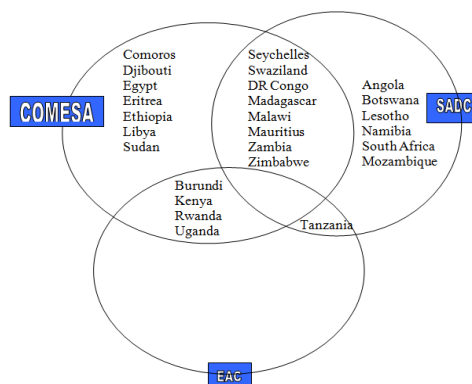 COMESA
Comoros
Djibouti
Egypt
Eritrea
Ethiopia
Libya
Sudan
Seychelles
Swaziland
DR Congo
Madagascar
Malawi
Mauritius
Zambia
Zimbabwe
SADC
Angola
Botswana
Lesotho
Namibia
South Africa
Mozambique
Burundi
Kenya
Rwanda
Uganda
Tanzania
EAC